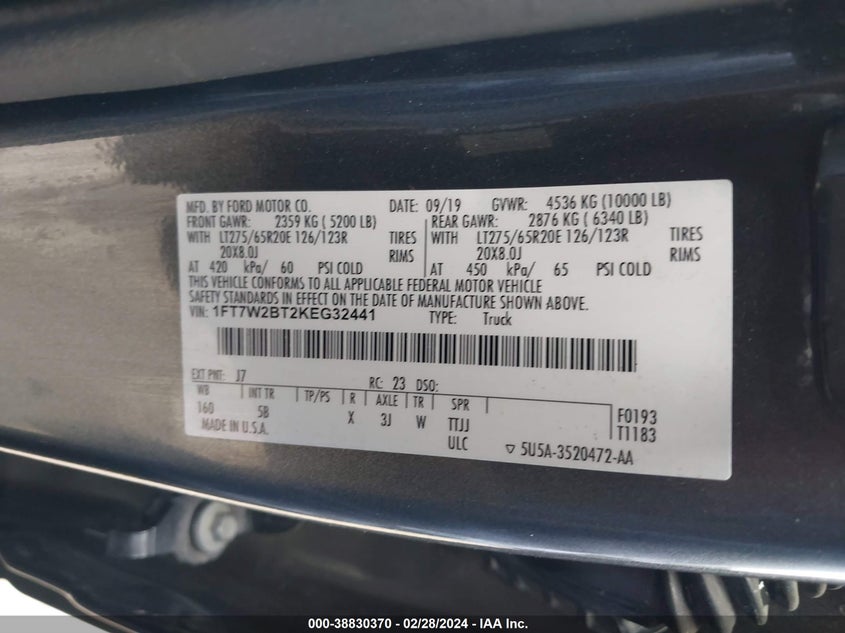 MFD. BY FORD MOTOR CO. DATE: 09/19 GVWR: 4536 KG (10000 LB)
FRONT GAWR: 2359 KG ( 5200 LB) REAR GAWR: 2876 KG ( 6340 LB)
WITH LT275/65R20E 126/123R TIRES WITH LT275/65R20E 126/123R TIRES
20X8.0J RIMS 20X8.0J RIMS
AT 420 kPa/ 60 PSI COLD AT 450 kPa/ 65 PSI COLD
THIS VEHICLE CONFORMS TO ALL APPLICABLE FEDERAL MOTOR VEHICLE
SAFETY STANDARDS IN EFFECT ON THE DATE OF MANUFACTURE SHOWN ABOVE.
VIN: 1FT7W2BT2KEG32441 TYPE: Truck
EXT PNT: J7 RC: 23 DSO:
WB INT TR TP/PS R AXLE TR SPR
160 5B X 3J W TTJJ F0193
MADE IN U.S.A. ULC T1183
▽ 5U5A-3520472-AA
000-38830370 - 02/28/2024 - IAA Inc.